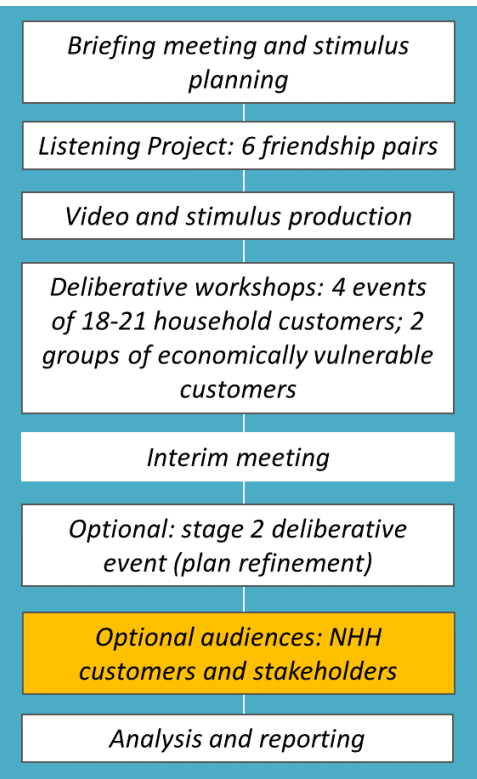 Briefing meeting and stimulus
planning
Listening Project: 6 friendship pairs
Video and stimulus production
Deliberative workshops: 4 events
of 18-21 household customers; 2
groups of economically vulnerable
customers
Interim meeting
Optional: stage 2 deliberative
event (plan refinement)
Optional audiences: NHH
customers and stakeholders
Analysis and reporting